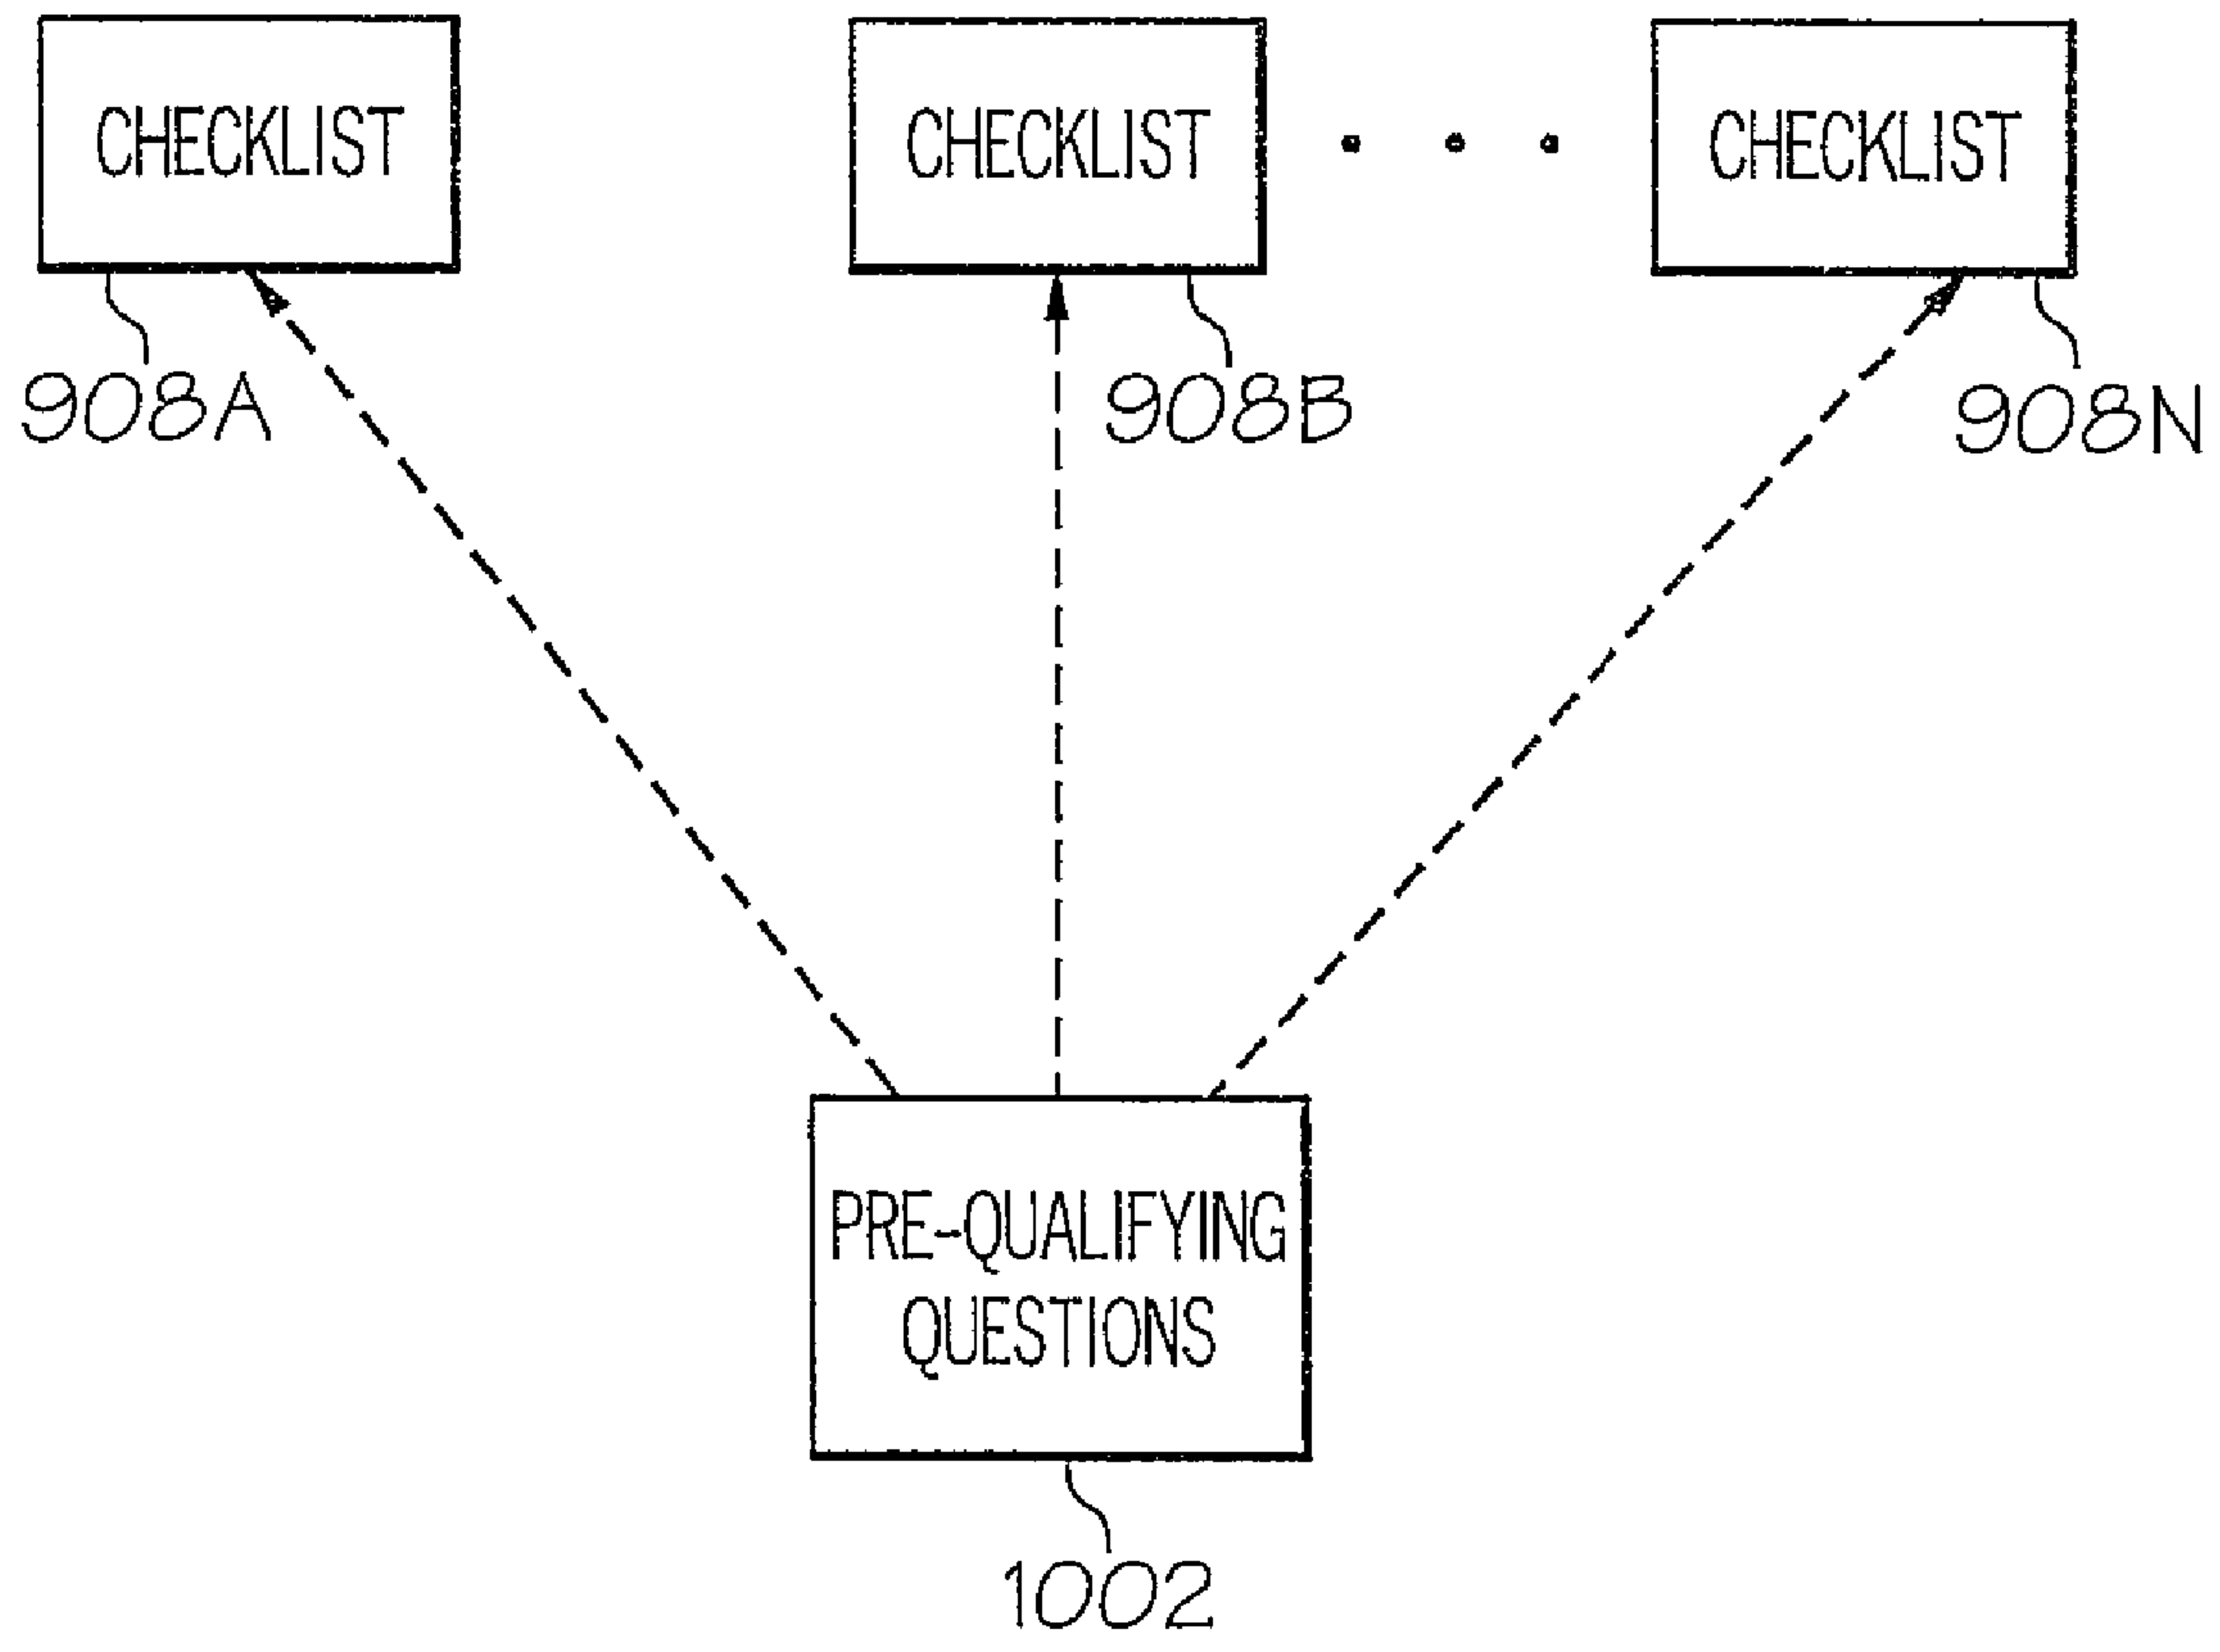 CHECKLIST
CHECKLIST
CHECKLIST
908A
908B
908N
PRE-QUALIFYING
QUESTIONS
1002